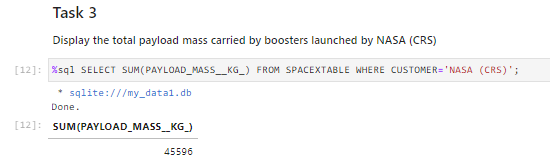 Task 3
Display the total payload mass carried by boosters launched by NASA (CRS)
[12]: %sql SELECT SUM(PAYLOAD_MASS__KG_) FROM SPACEXTABLE WHERE CUSTOMER='NASA (CRS)';
* sqlite:///my_data1.db
Done.
[12]: SUM(PAYLOAD_MASS__KG_)
45596